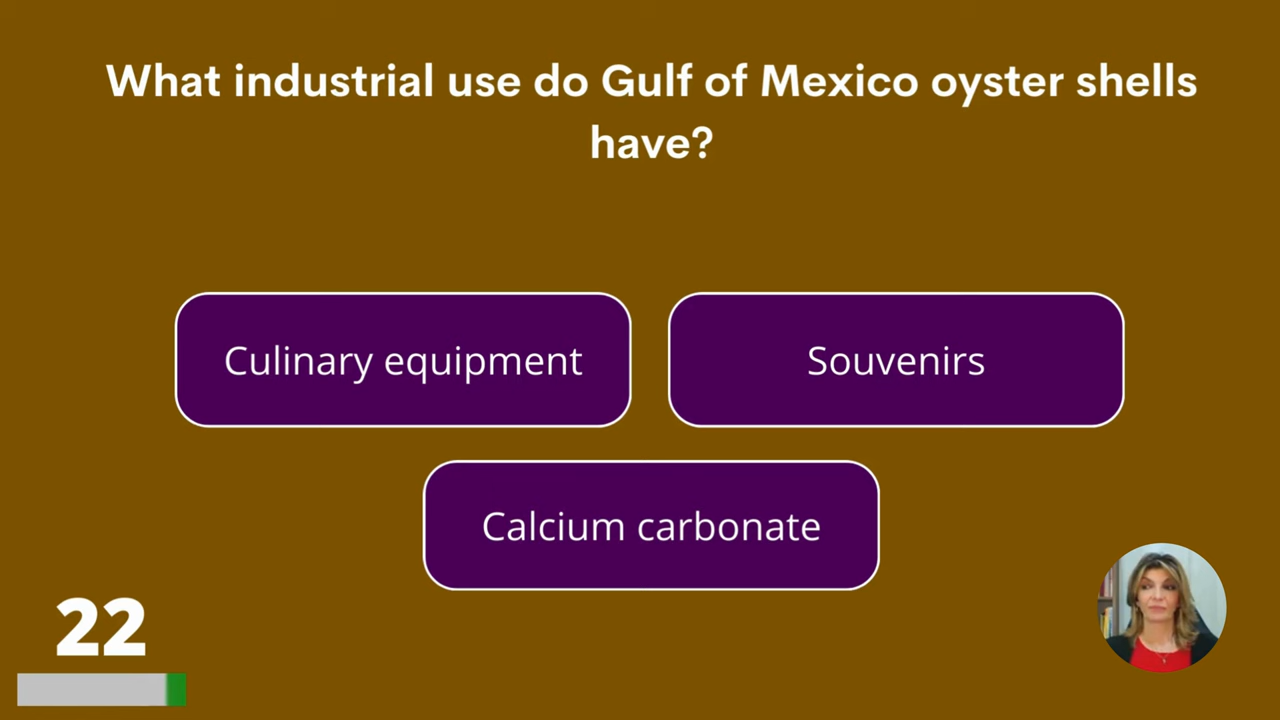 What industrial use do Gulf of Mexico oyster shells
have?
Culinary equipment
Souvenirs
Calcium carbonate
22